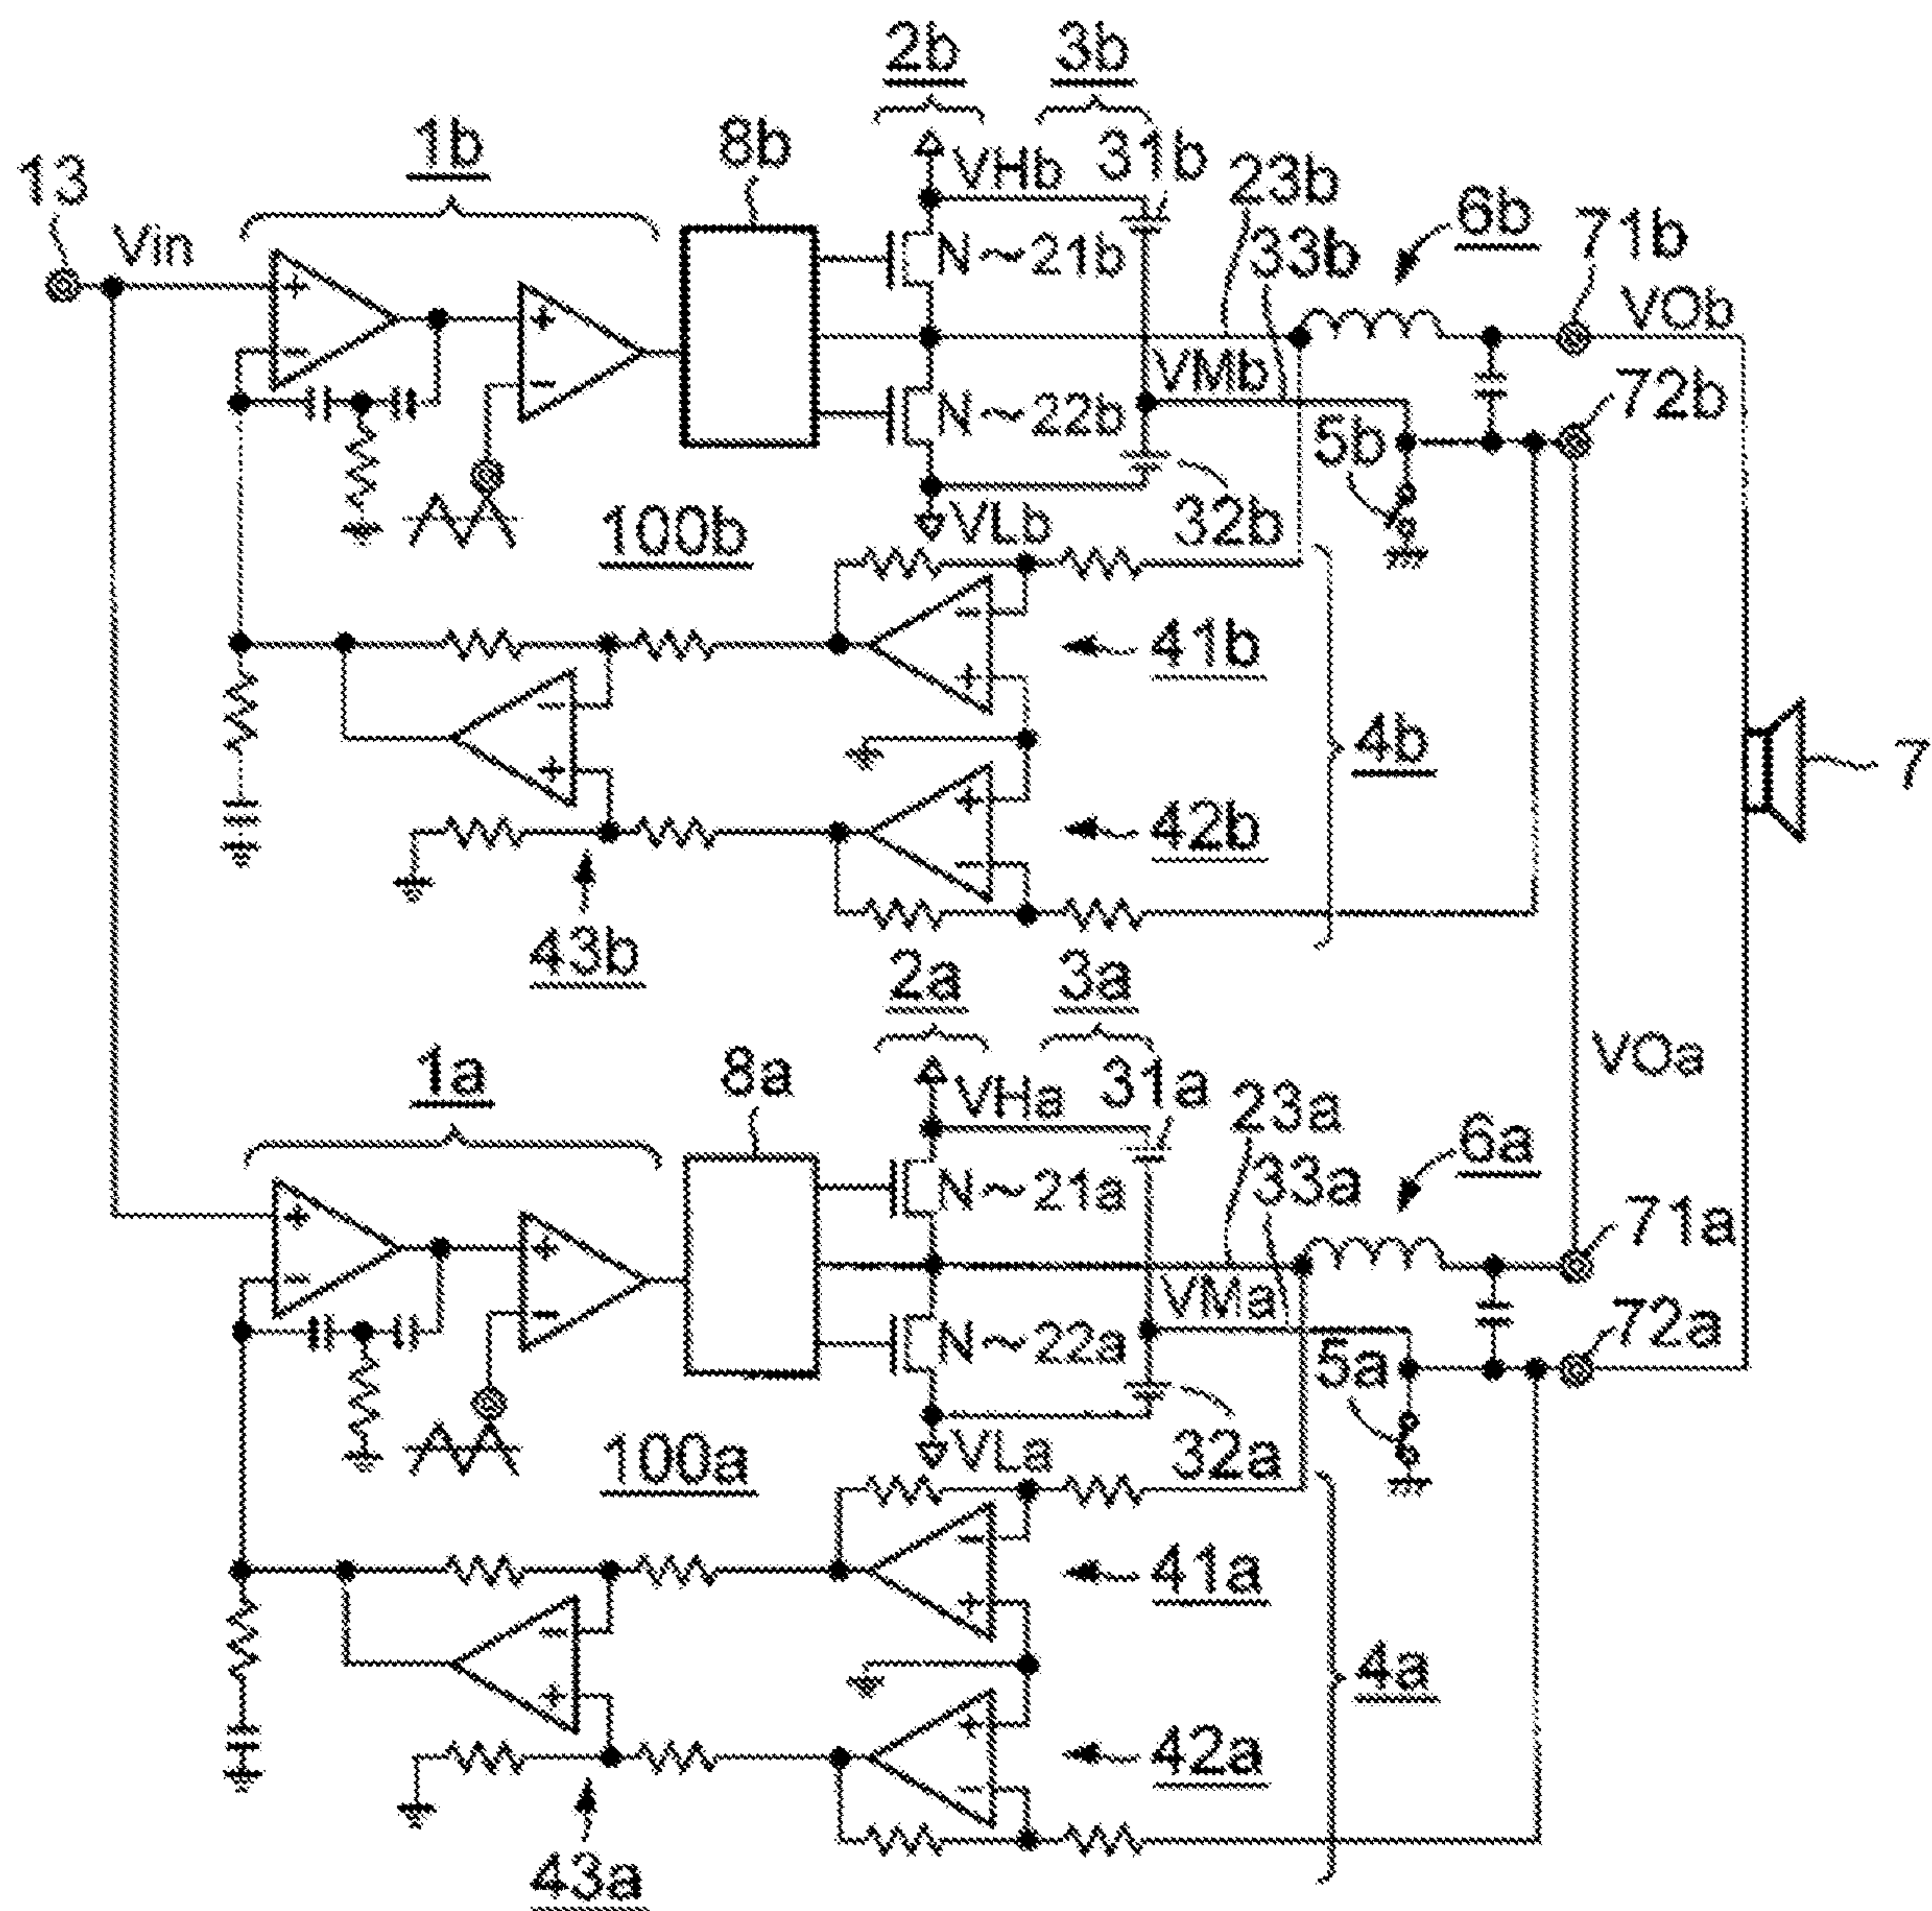 2b 3b
1b 8b VHb 31b 23b
13 Vin N~21b 33b 6b 71b
VOb
VMb 72b
N~22b 5b
100b VLb 32b
41b
4b 7
42b
43b
2a 3a
VOa
1a 8a VHa 31a 23a
N~21a 33a 6a 71a
VMa 72a
N~22a 5a
100a VLa 32a
41a
4a
42a
43a